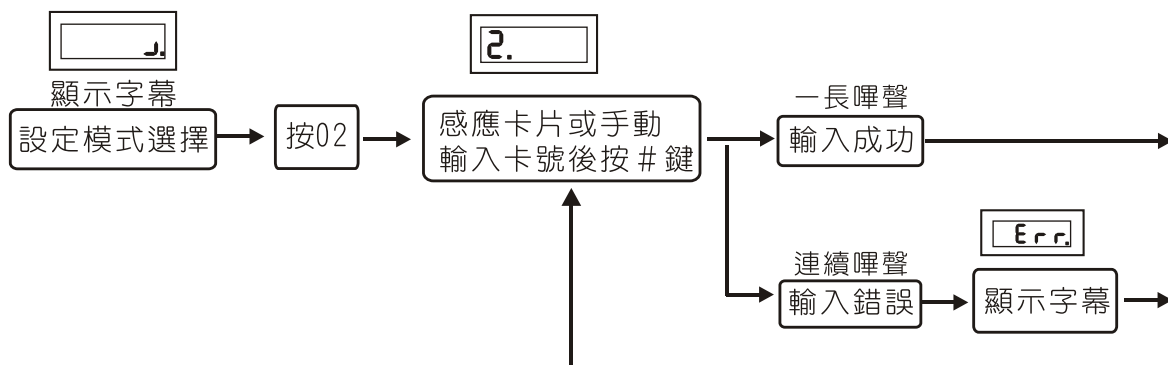 顯示字幕
設定模式選擇
按02
2.
感應卡片或手動
輸入卡號後按#鍵
一長嗶聲
輸入成功
連續嗶聲
輸入錯誤
Err.
顯示字幕